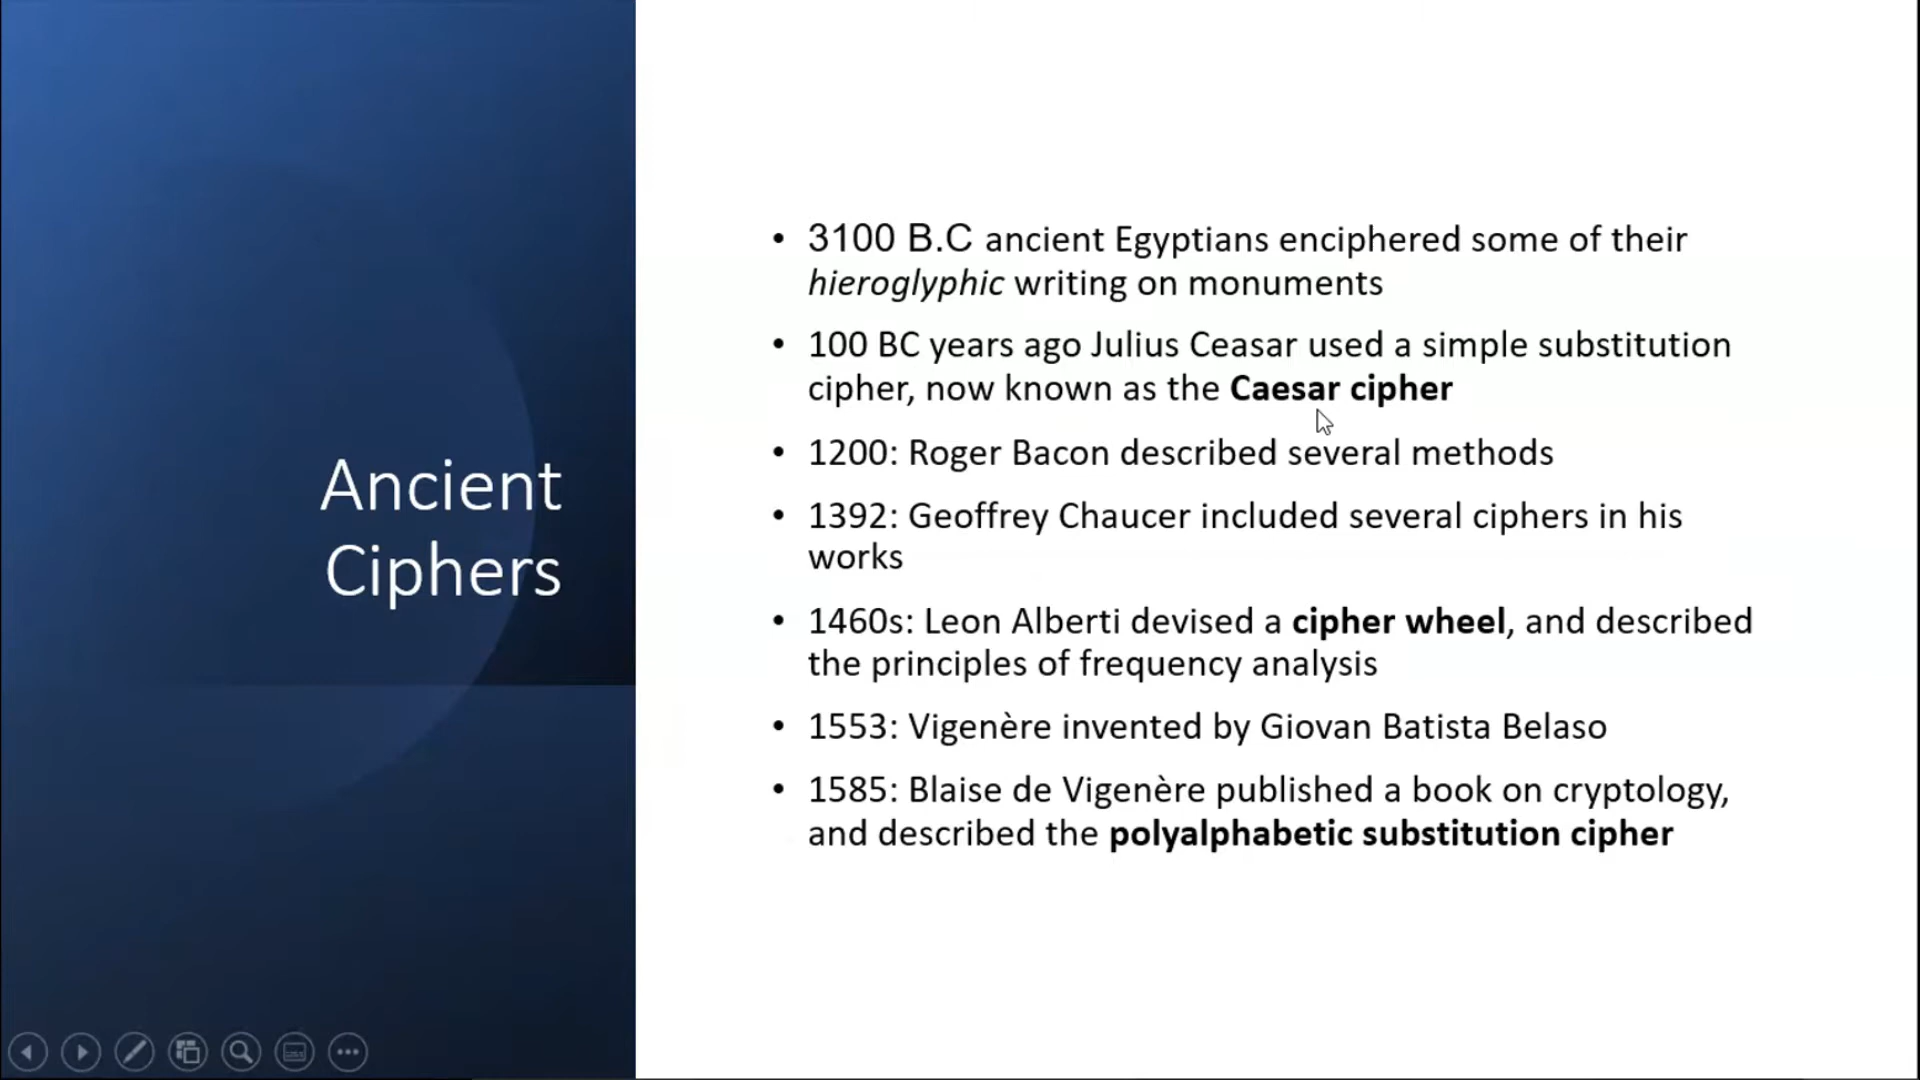 Ancient
Ciphers
• 3100 B.C ancient Egyptians enciphered some of their
hieroglyphic writing on monuments
• 100 BC years ago Julius Ceasar used a simple substitution
cipher, now known as the Caesar cipher
• 1200: Roger Bacon described several methods
• 1392: Geoffrey Chaucer included several ciphers in his
works
• 1460s: Leon Alberti devised a cipher wheel, and described
the principles of frequency analysis
• 1553: Vigenère invented by Giovan Batista Belaso
• 1585: Blaise de Vigenère published a book on cryptology,
and described the polyalphabetic substitution cipher